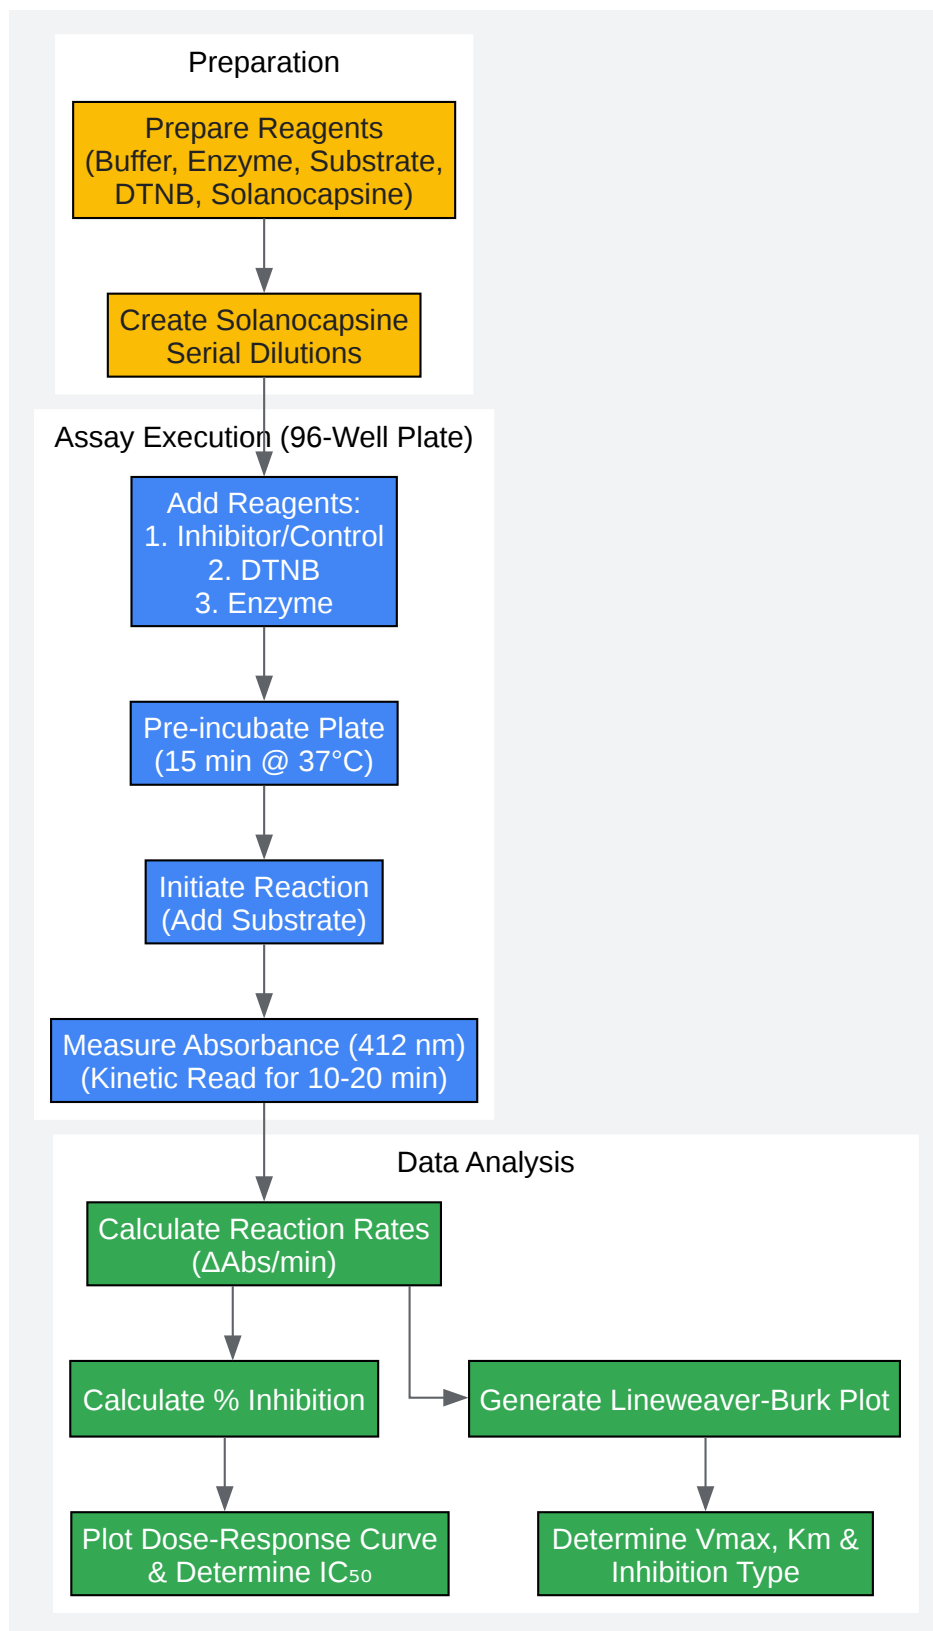 Preparation
Prepare Reagents
(Buffer, Enzyme, Substrate,
DTNB, Solanocapsine)
Create Solanocapsine
Serial Dilutions
Assay Execution (96-Well Plate)
Add Reagents:
1. Inhibitor/Control
2. DTNB
3. Enzyme
Pre-incubate Plate
(15 min @ 37°C)
Initiate Reaction
(Add Substrate)
Measure Absorbance (412 nm)
(Kinetic Read for 10-20 min)
Data Analysis
Calculate Reaction Rates
(ΔAbs/min)
Calculate % Inhibition
Generate Lineweaver-Burk Plot
Plot Dose-Response Curve
& Determine IC₅₀
Determine Vmax, Km &
Inhibition Type